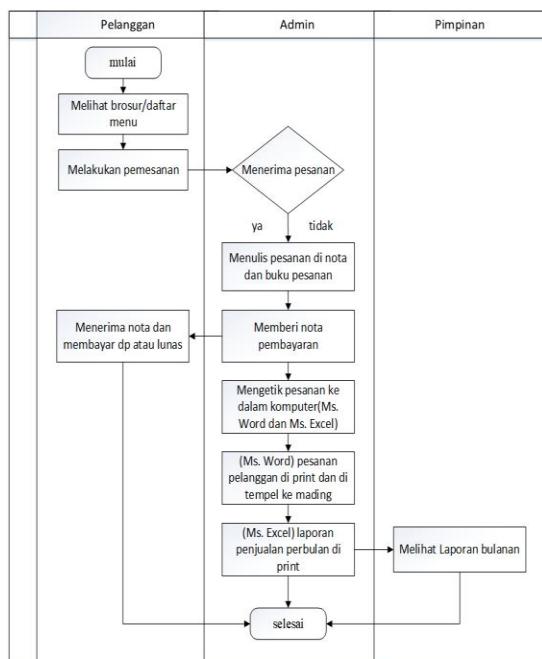 Pelanggan
Admin
Pimpinan
mulai
Melihat brosur/daftar
menu
Melakukan pemesanan
Menerima pesanan
ya
tidak
Menulis pesanan di nota
dan buku pesanan
Menerima nota dan
membayar dp atau lunas
Memberi nota
pembayaran
Mengetik pesanan ke
dalam komputer(Ms.
Word dan Ms. Excel)
(Ms. Word) pesanan
pelanggan di print dan di
tempel ke mading
(Ms. Excel) laporan
penjualan perbulan di
print
Melihat Laporan bulanan
selesai